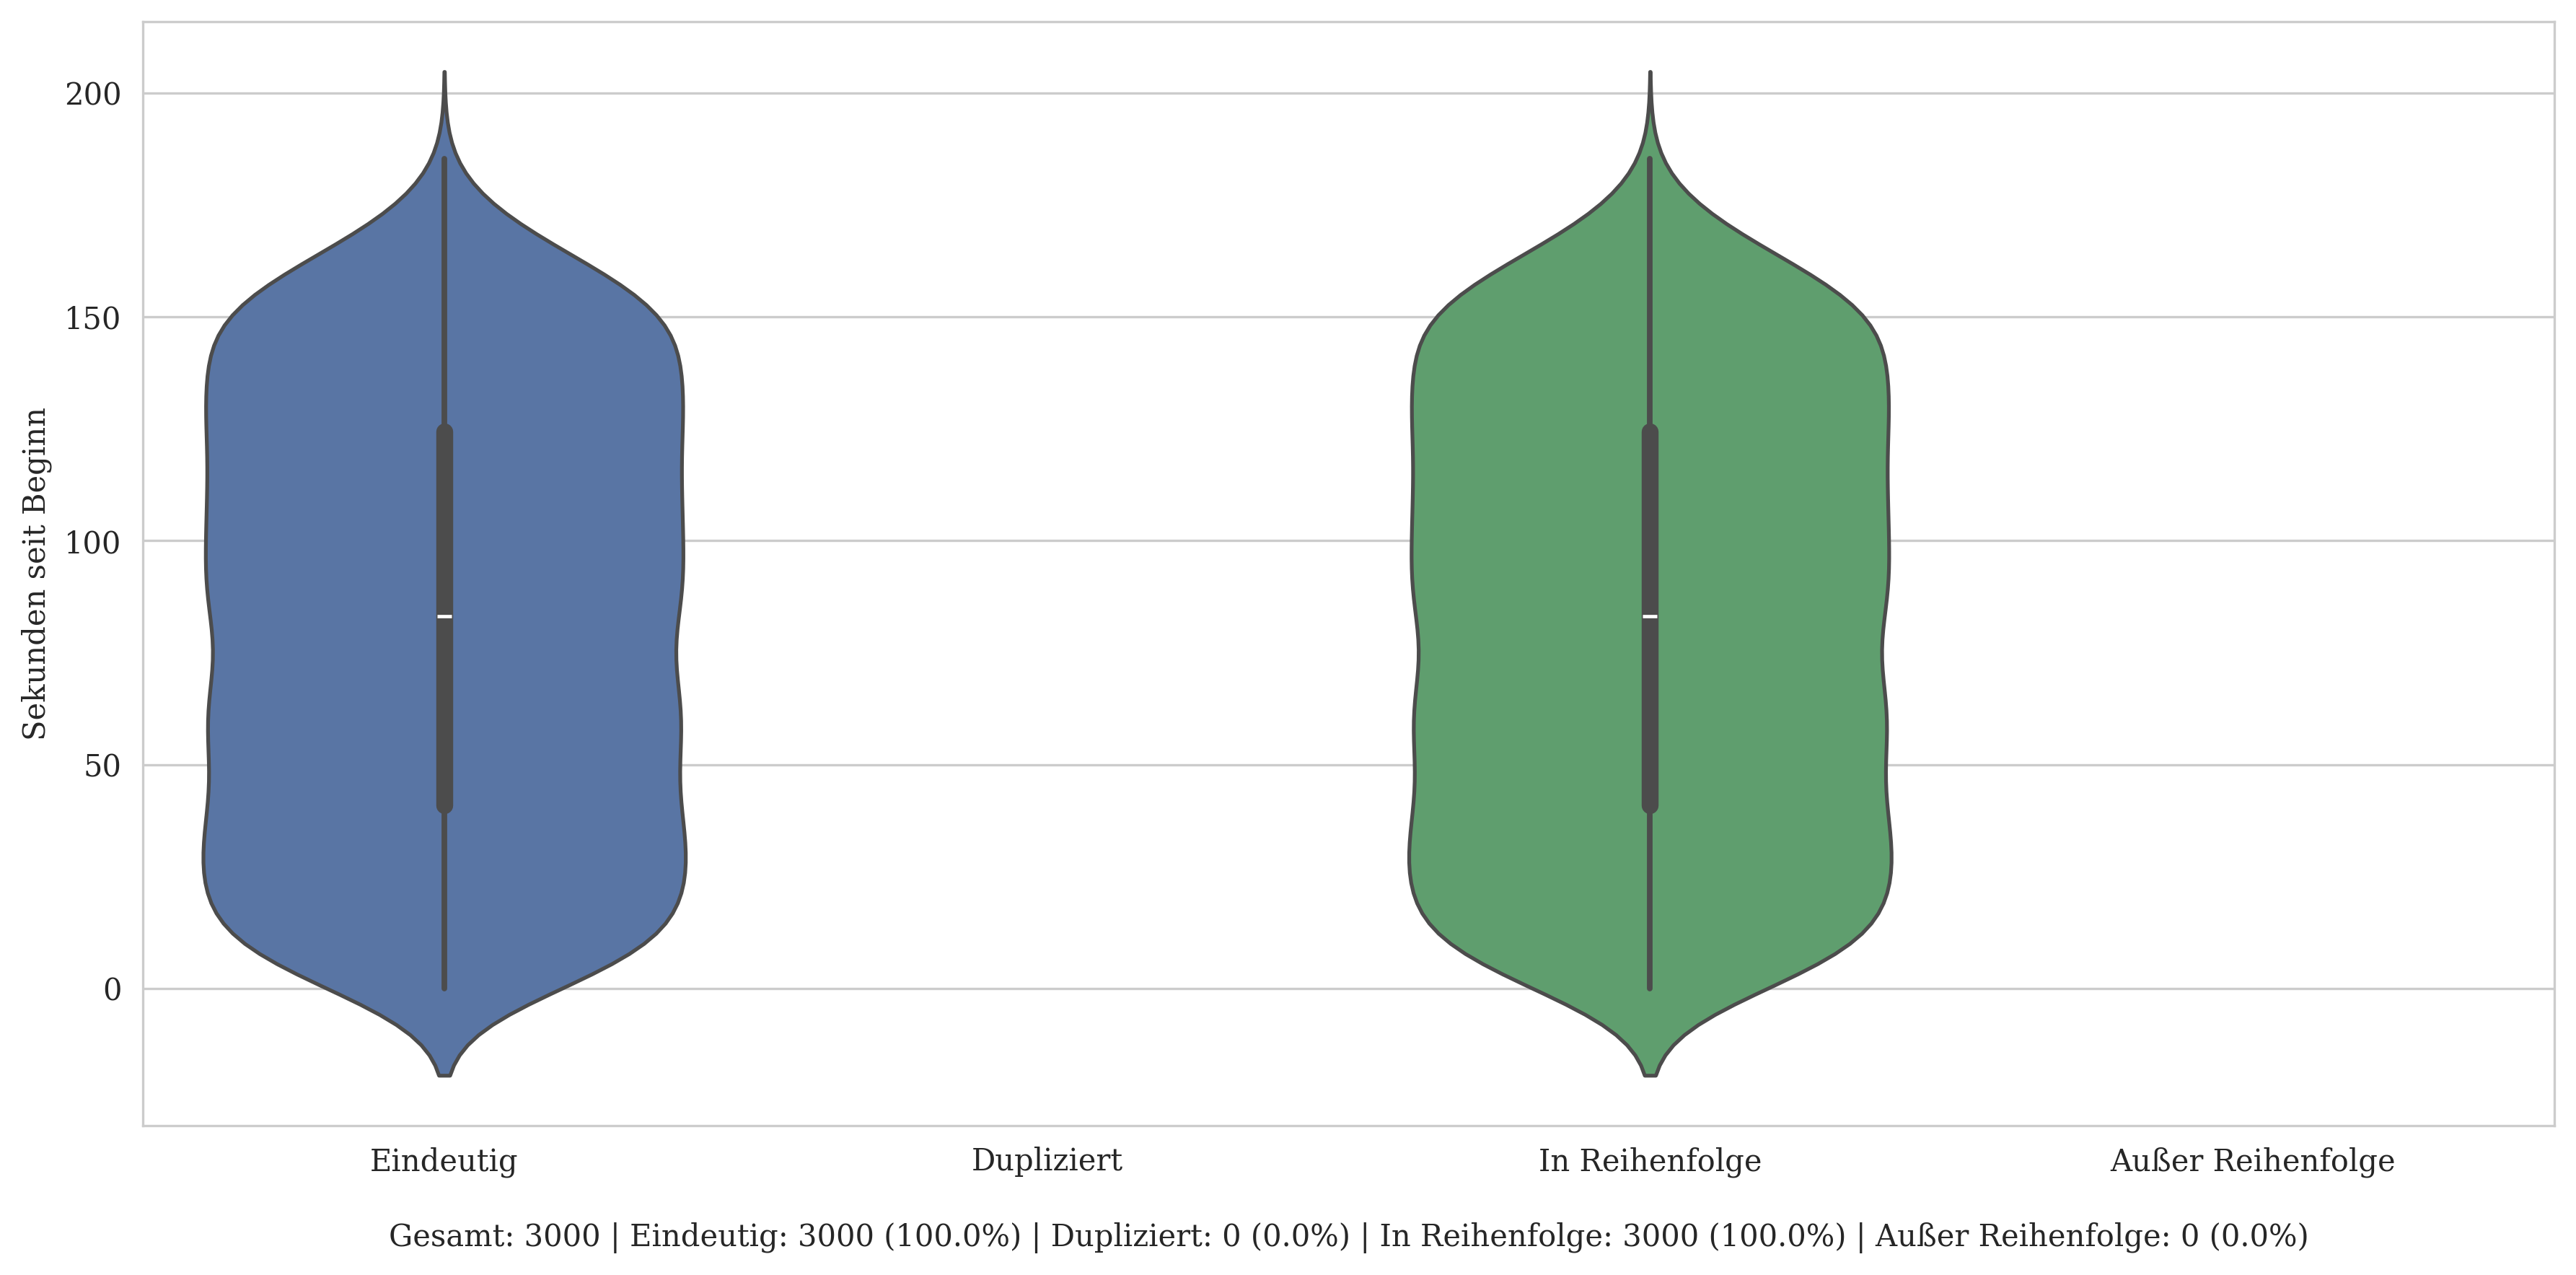 Sekunden seit Beginn
200
150
100
50
0
Eindeutig Dupliziert In Reihenfolge Außer Reihenfolge
Gesamt: 3000 | Eindeutig: 3000 (100.0%) | Dupliziert: 0 (0.0%) | In Reihenfolge: 3000 (100.0%) | Außer Reihenfolge: 0 (0.0%)